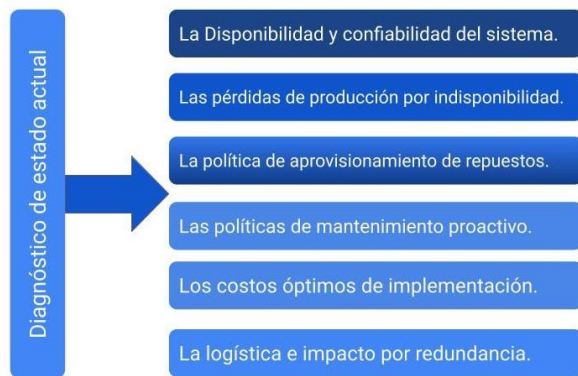 Diagnóstico de estado actual
La Disponibilidad y confiabilidad del sistema.
Las pérdidas de producción por indisponibilidad.
La política de aprovisionamiento de repuestos.
Las políticas de mantenimiento proactivo.
Los costos óptimos de implementación.
La logística e impacto por redundancia.